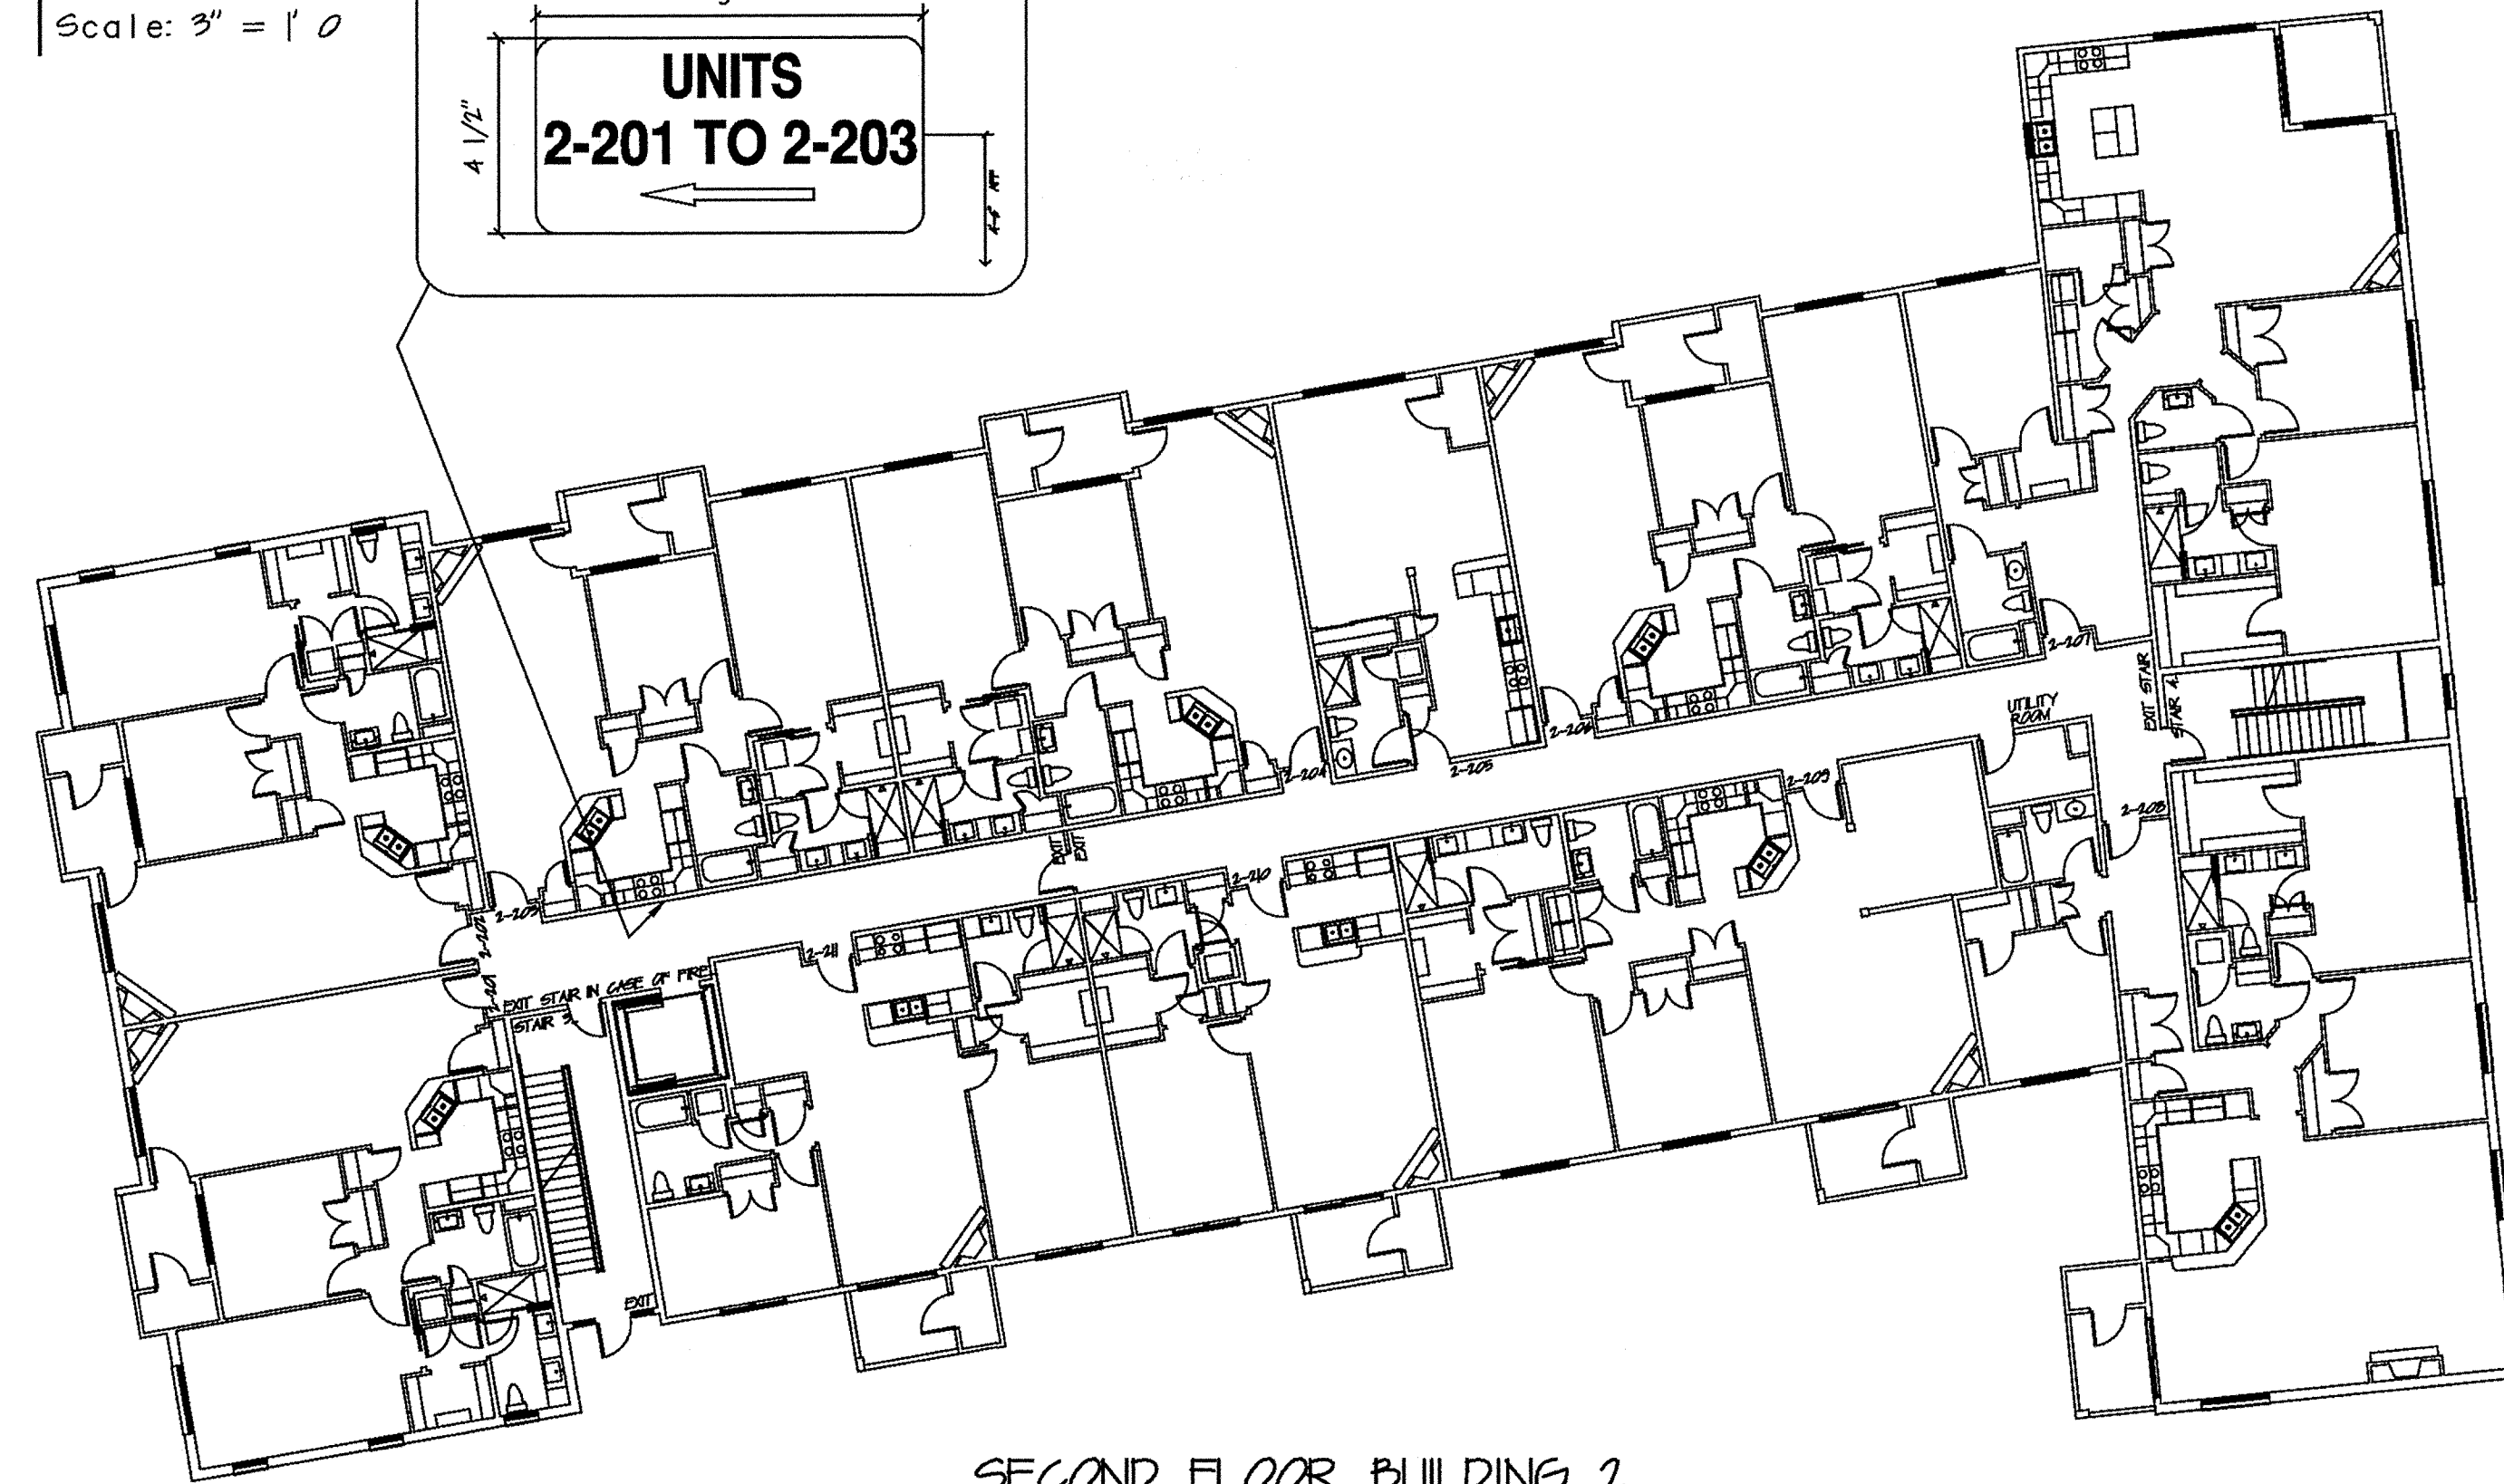 Scale: 3" = 1' 0
UNITS
2-201 TO 2-203
4 1/2"
2-207
EXIT STAIR
STAIR 4
UTILITY
ROOM
2-206
2-205
2-204
2-209
2-208
EXIT
EXIT
2-210
2-203
2-202
2-211
2-201
EXIT STAIR IN CASE OF FIRE
STAIR 3
EXIT
SECOND FLOOR BUILDING 2